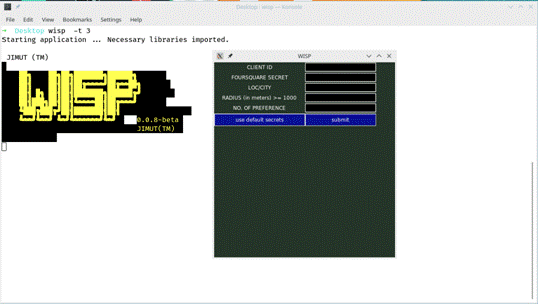 Desktop : wisp — Konsole
File Edit View Bookmarks Settings Help
→ Desktop wisp -t 3
Starting application ... Necessary libraries imported.
JIMUT (TM)
WISP
0.0.8-beta
JIMUT(TM)
WISP
CLIENT ID
FOURSQUARE SECRET
LOC/CITY
RADIUS (in meters) >= 1000
NO. OF PREFERENCE
use default secrets submit